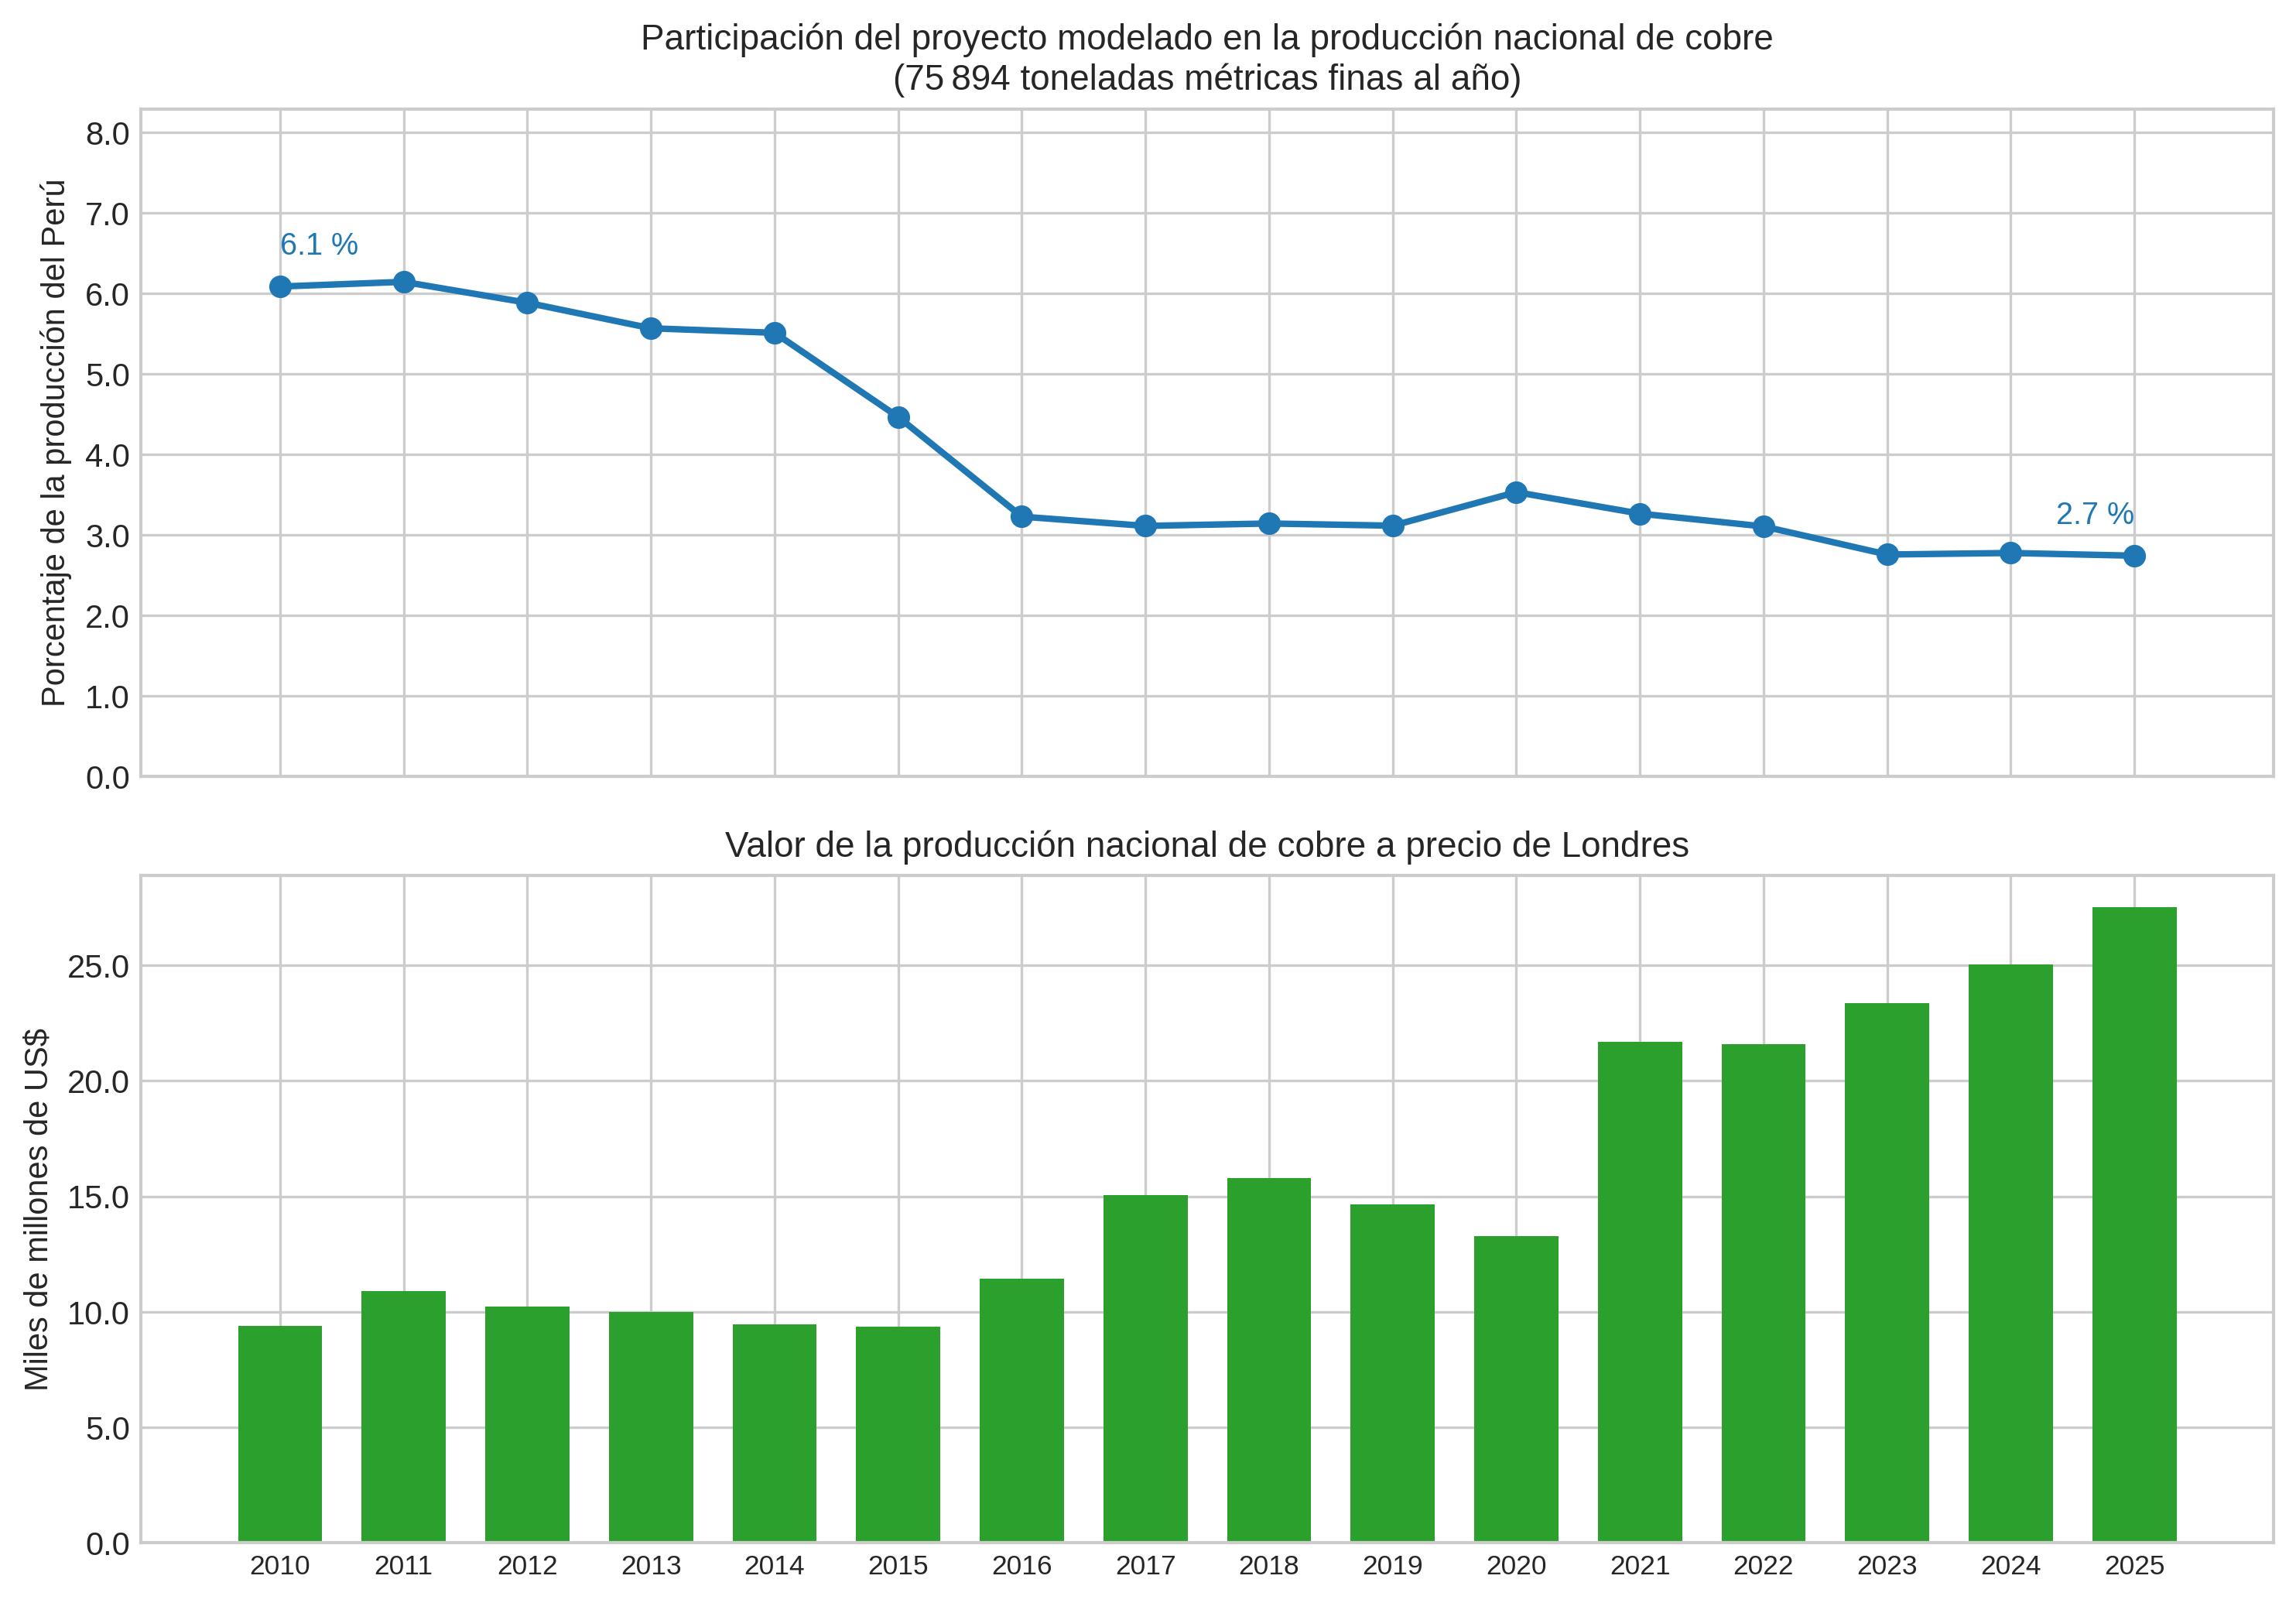 Participación del proyecto modelado en la producción nacional de cobre
(75 894 toneladas métricas finas al año)
Porcentaje de la producción del Perú
8.0
7.0
6.0
5.0
4.0
3.0
2.0
1.0
0.0
6.1 %
2.7 %
Valor de la producción nacional de cobre a precio de Londres
Miles de millones de US$
25.0
20.0
15.0
10.0
5.0
0.0
2010 2011 2012 2013 2014 2015 2016 2017 2018 2019 2020 2021 2022 2023 2024 2025